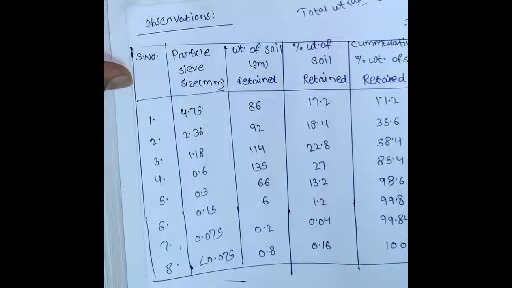 Observations:
Total wt.
S.No. Particle sieve size(mm) wt. of soil (gm) retained % wt. of soil Retained % wt. of s Retained
1. 4.75 86 17.2 17.2
2. 2.36 92 18.4 35.6
3. 1.18 114 22.8 58.4
4. 0.6 135 27 85.4
5. 0.3 66 13.2 98.6
6. 0.15 6 1.2 99.8
7. 0.075 0.2 0.04 99.84
8. <0.075 0.8 0.16 100